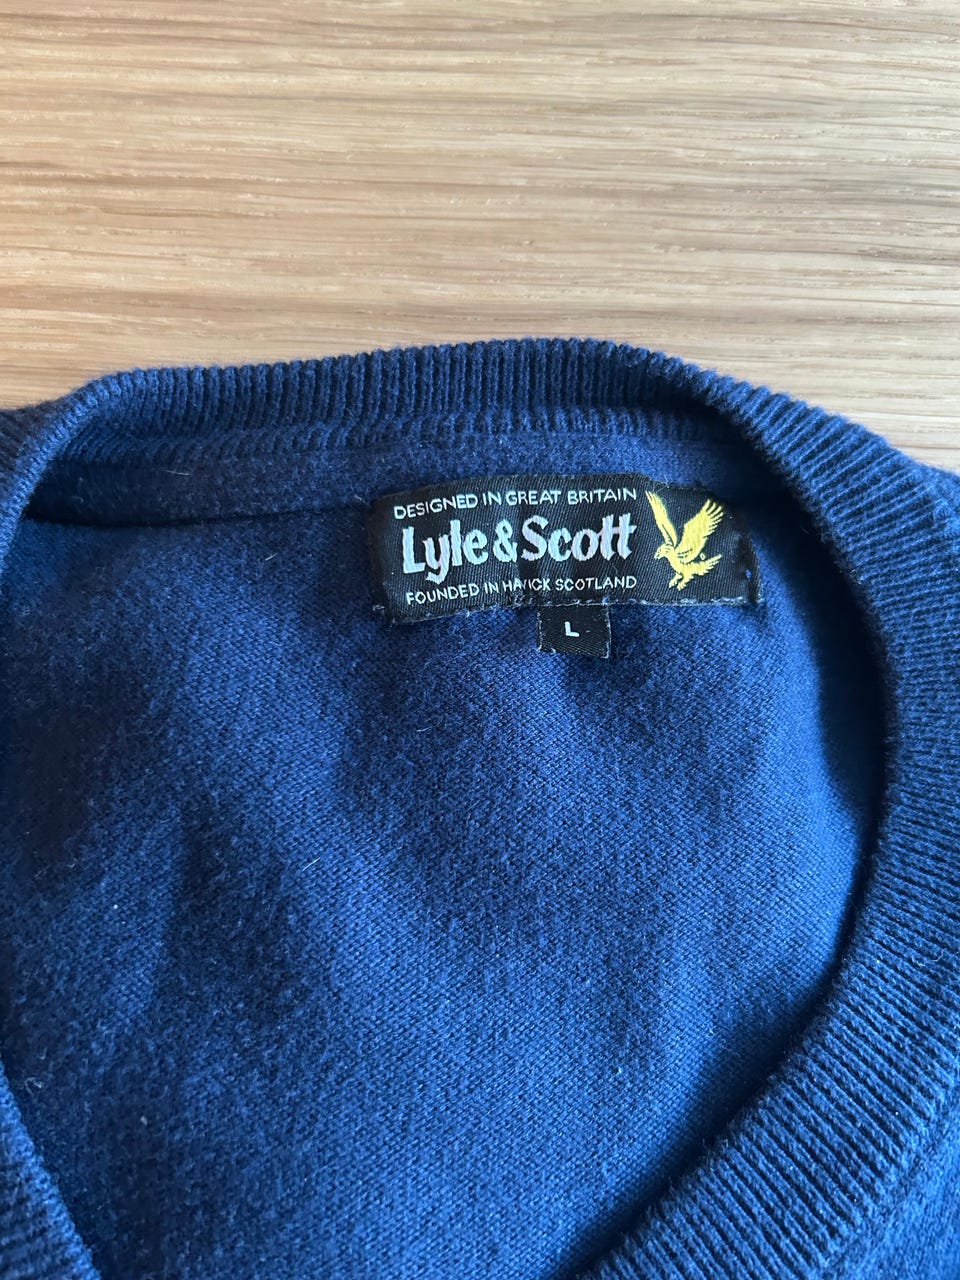 DESIGNED IN GREAT BRITAIN
Lyle & Scott
FOUNDED IN HAWICK SCOTLAND
L